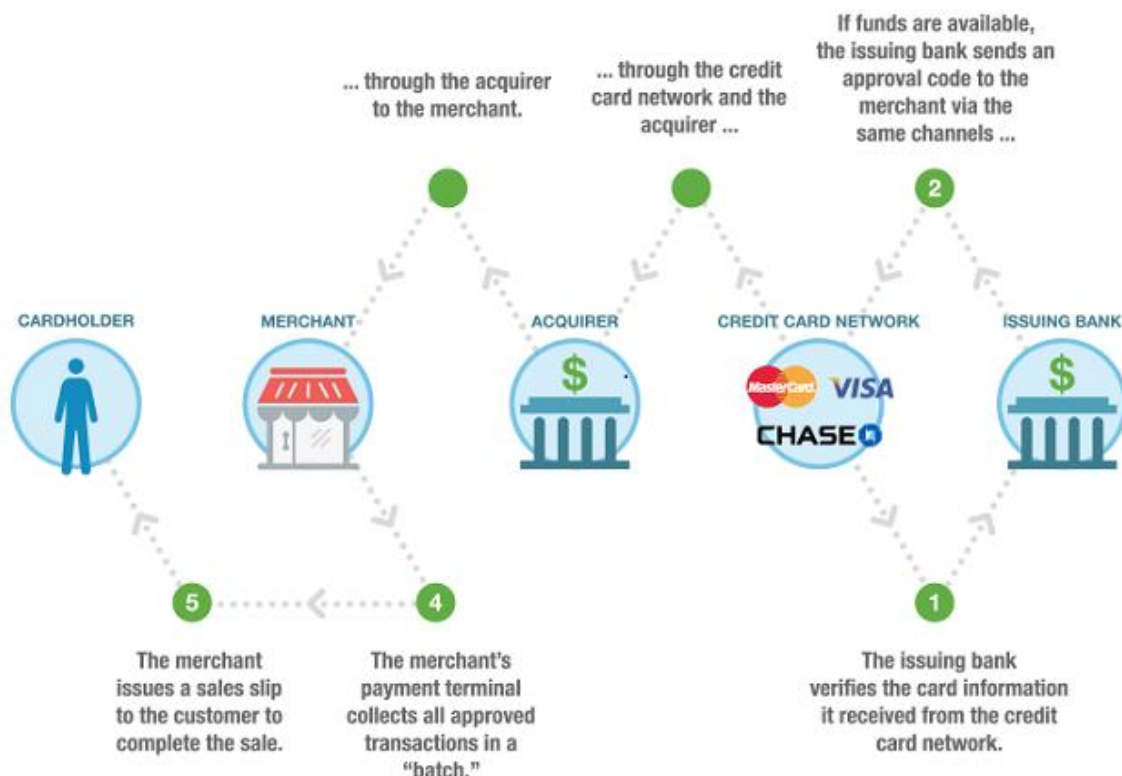 If funds are available,
the issuing bank sends an
approval code to the
merchant via the
same channels ...
... through the credit
card network and the
acquirer ...
... through the acquirer
to the merchant.
2
CARDHOLDER
MERCHANT
ACQUIRER
CREDIT CARD NETWORK
ISSUING BANK
$
MasterCard
VISA
CHASE
$
5
4
1
The merchant
issues a sales slip
to the customer to
complete the sale.
The merchant’s
payment terminal
collects all approved
transactions in a
“batch.”
The issuing bank
verifies the card information
it received from the credit
card network.